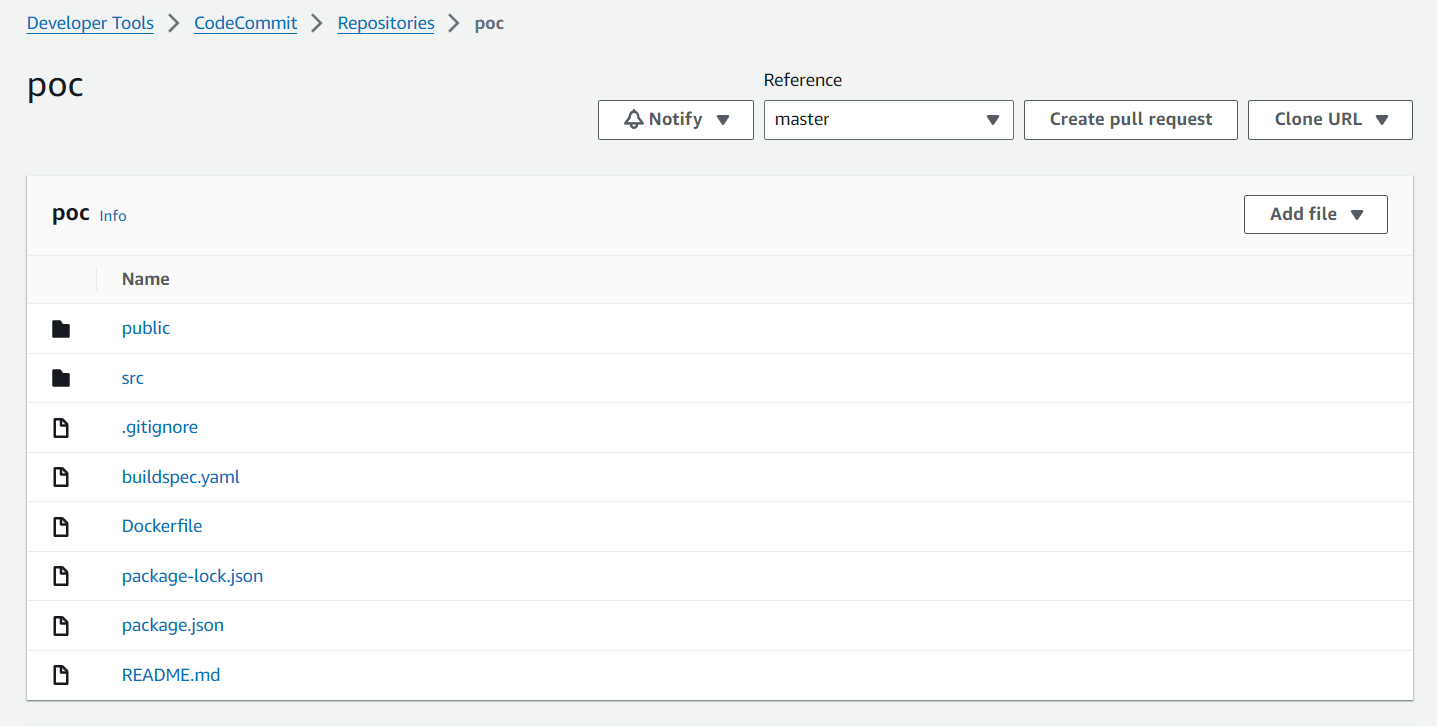 Developer Tools > CodeCommit > Repositories > poc
poc
Reference
Notify
master
Create pull request
Clone URL
poc Info
Add file
Name
public
src
.gitignore
buildspec.yaml
Dockerfile
package-lock.json
package.json
README.md